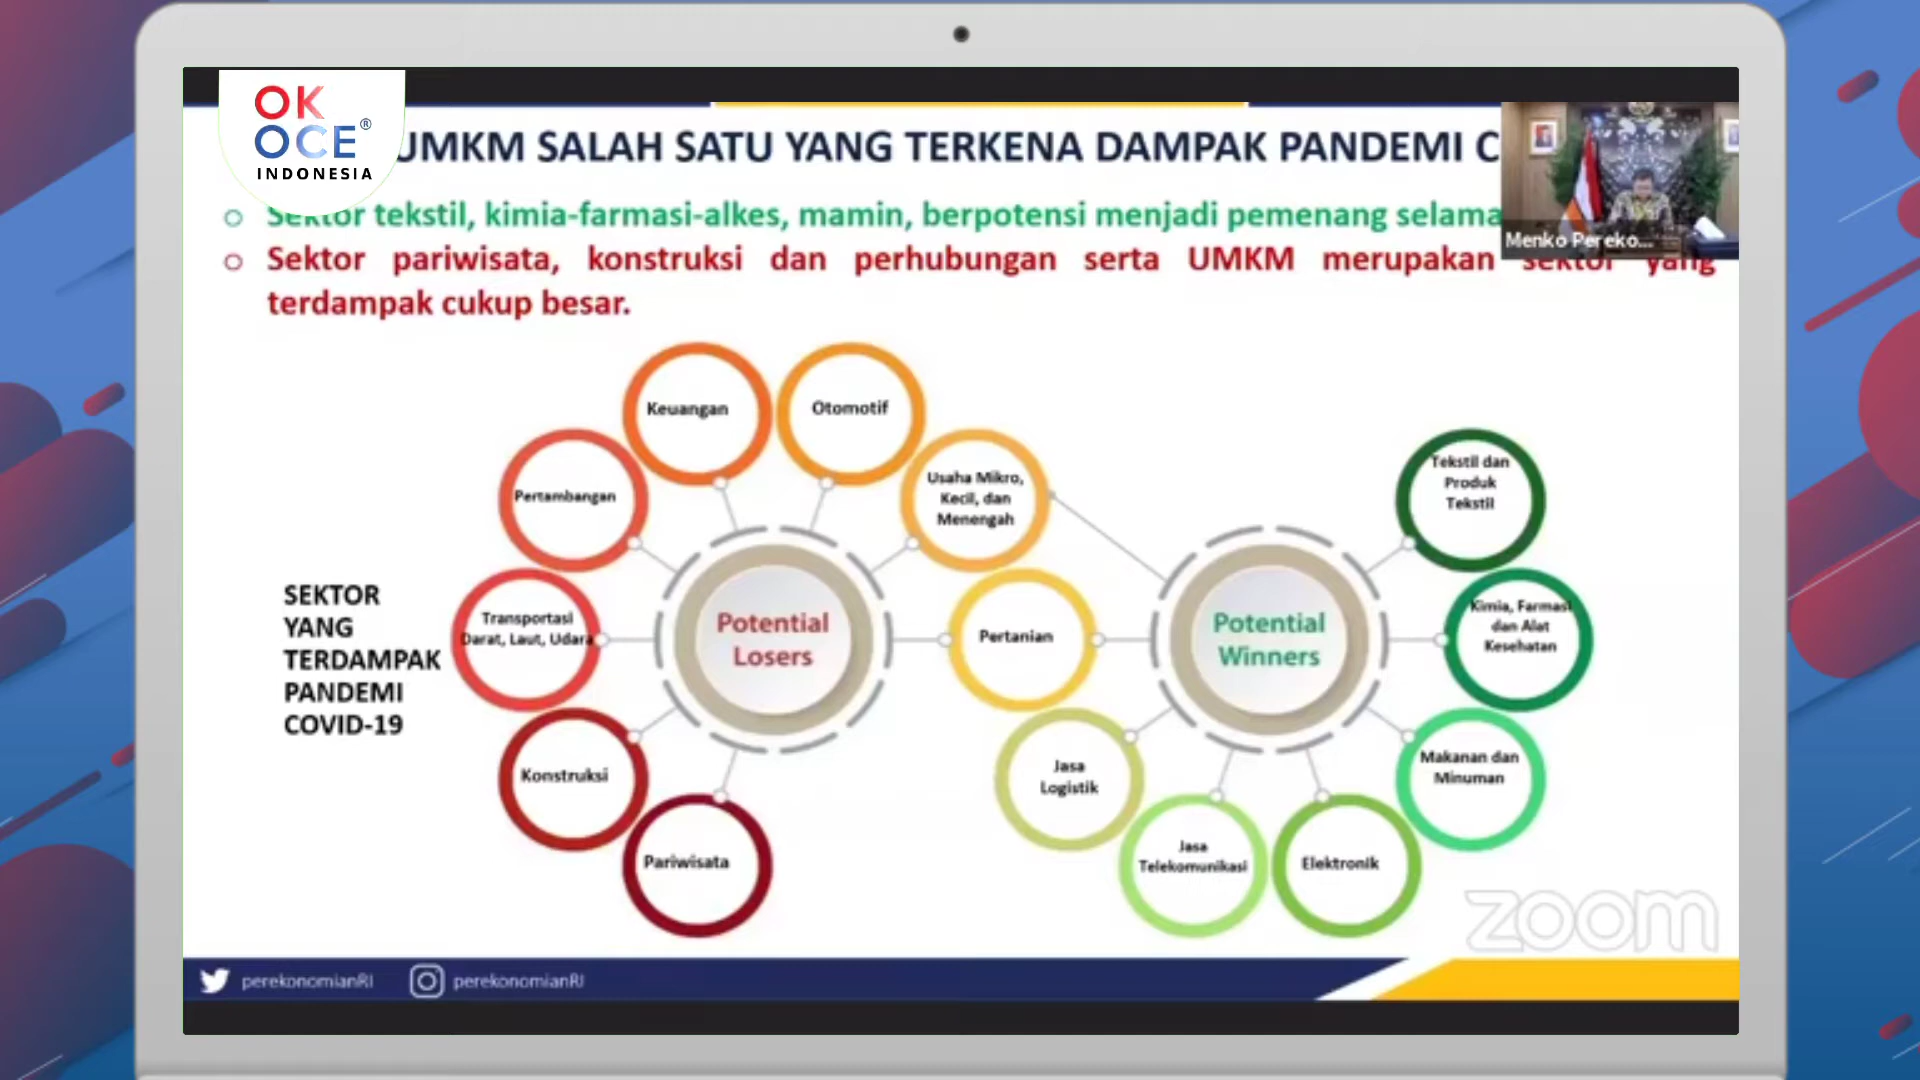 OK
OCE®
INDONESIA
UMKM SALAH SATU YANG TERKENA DAMPAK PANDEMI C
Sektor tekstil, kimia-farmasi-alkes, mamin, berpotensi menjadi pemenang selama
Menko Pereko...
Sektor pariwisata, konstruksi dan perhubungan serta UMKM merupakan sektor yang
terdampak cukup besar.
Keuangan
Otomotif
Pertambangan
Usaha Mikro,
Kecil, dan
Menengah
Tekstil dan
Produk
Tekstil
SEKTOR
YANG
TERDAMPAK
PANDEMI
COVID-19
Transportasi
Darat, Laut, Udara
Potential
Losers
Pertanian
Potential
Winners
Kimia, Farmasi
dan Alat
Kesehatan
Konstruksi
Jasa
Logistik
Makanan dan
Minuman
Pariwisata
Jasa
Telekomunikasi
Elektronik
zoom
perekonomianRI
perekonomianRI